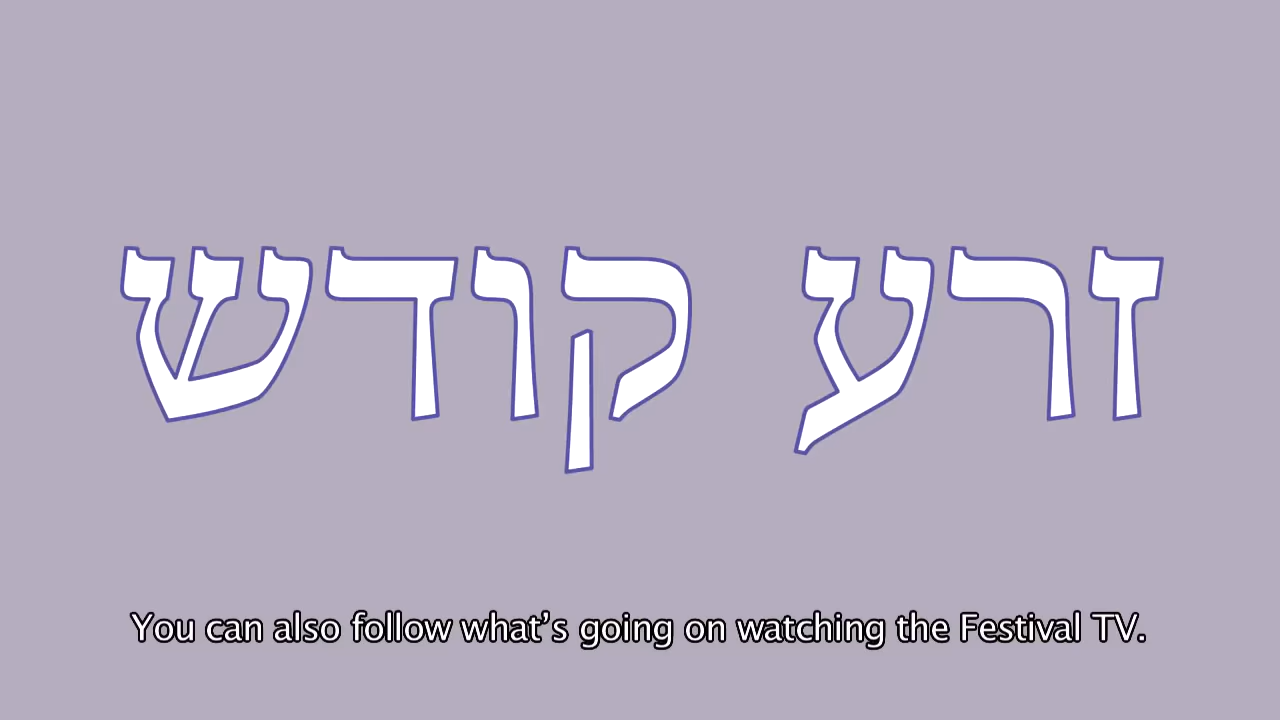 זרע קודש
You can also follow what's going on watching the Festival TV.